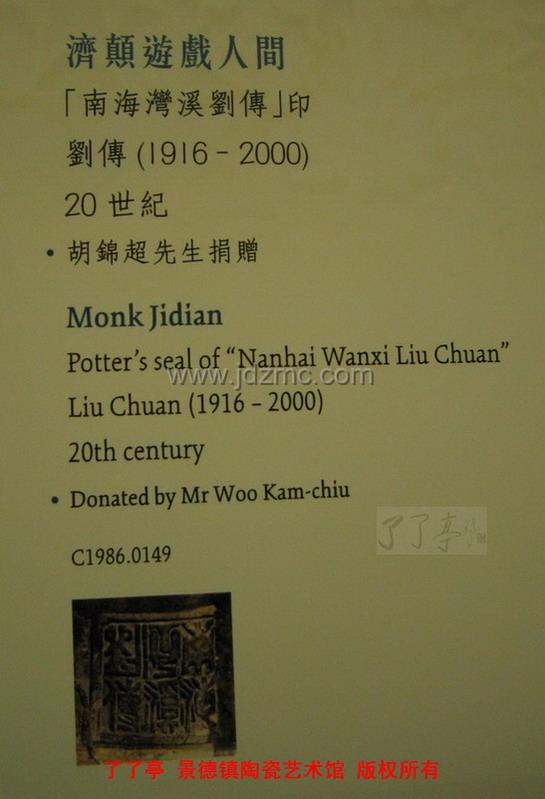 濟顛遊戲人間
「南海灣溪劉傳」印
劉傳 (1916 – 2000)
20 世紀
• 胡錦超先生捐贈
Monk Jidian
Potter's seal of “Nanhai Wanxi Liu Chuan”
www.jdzmc.com
Liu Chuan (1916 – 2000)
20th century
• Donated by Mr Woo Kam-chiu
了了亭
C1986.0149
了了亭 景德镇陶瓷艺术馆 版权所有